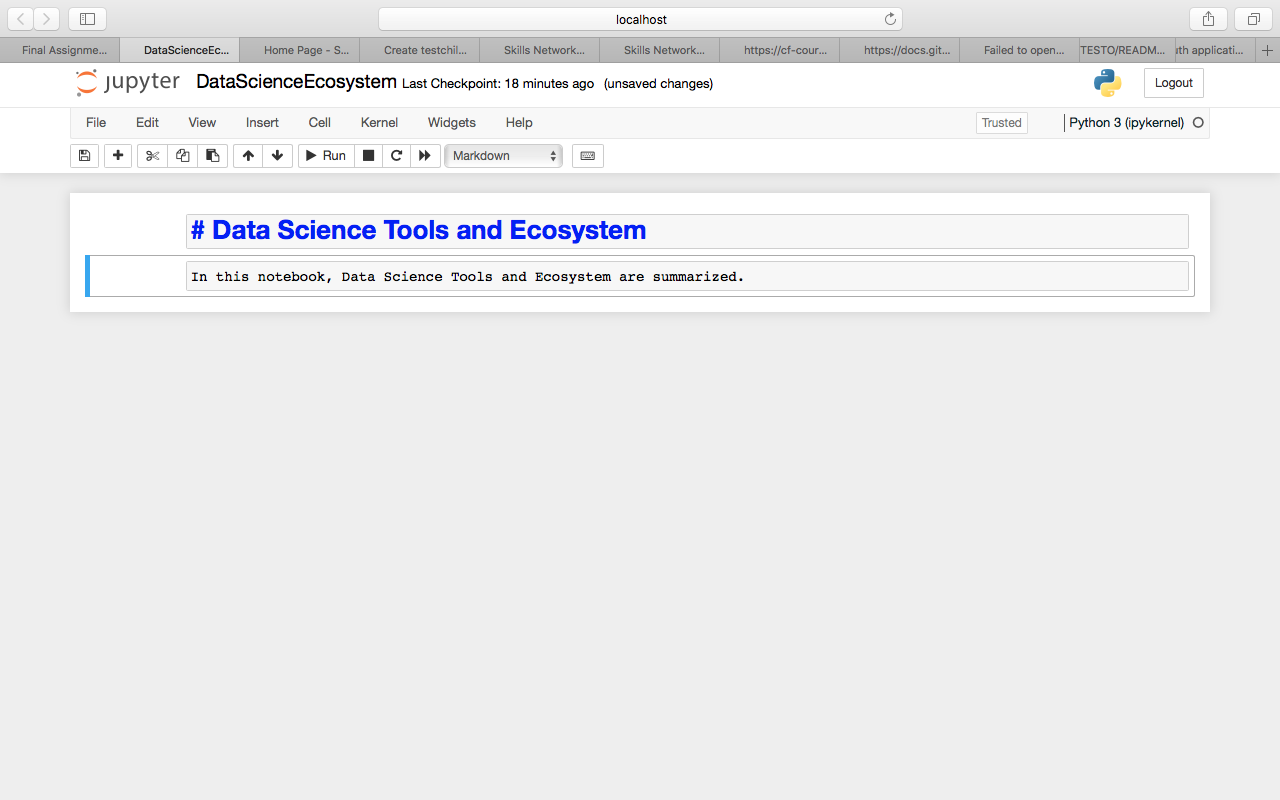 localhost
Final Assignme... DataScienceEc... Home Page - S... Create testchil... Skills Network... Skills Network... https://cf-cour... https://docs.git... Failed to open... TESTO/READM... uth applicati...
jupyter DataScienceEcosystem Last Checkpoint: 18 minutes ago (unsaved changes) Logout
File Edit View Insert Cell Kernel Widgets Help Trusted Python 3 (ipykernel)
Run Markdown
# Data Science Tools and Ecosystem
In this notebook, Data Science Tools and Ecosystem are summarized.